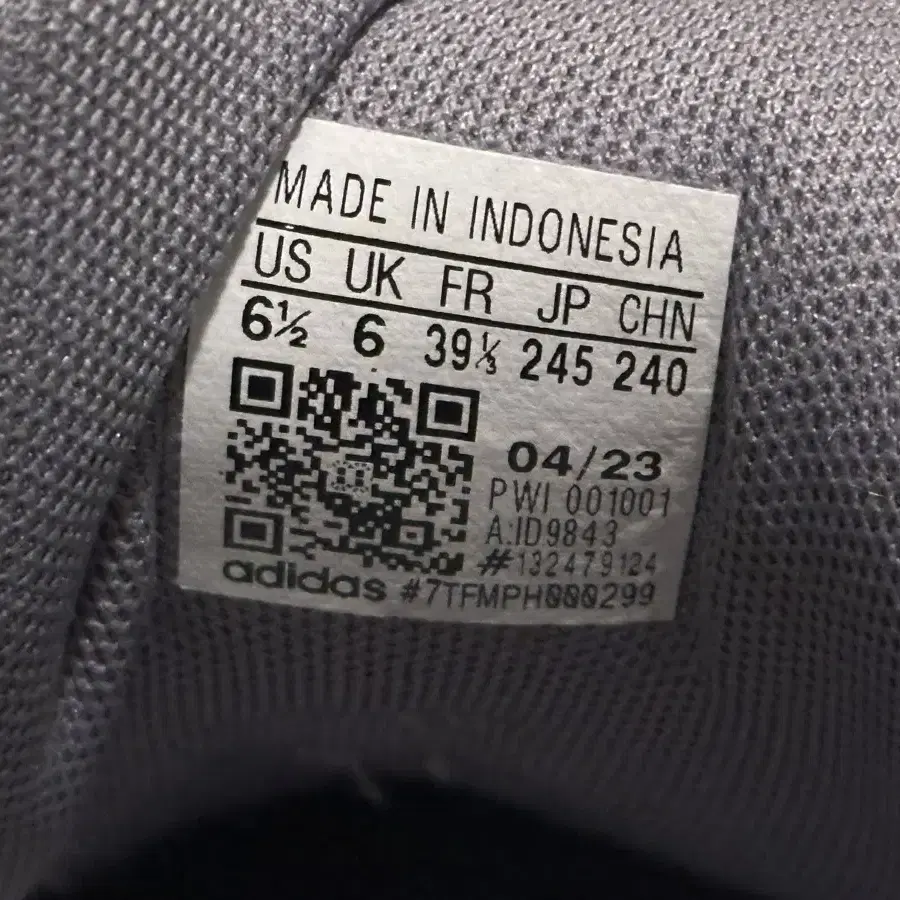 MADE IN INDONESIA
US UK FR JP CHN
6½ 6 39⅓ 245 240
04/23
PWI 001001
A:ID9843
#132479124
adidas #7TFMPH000299